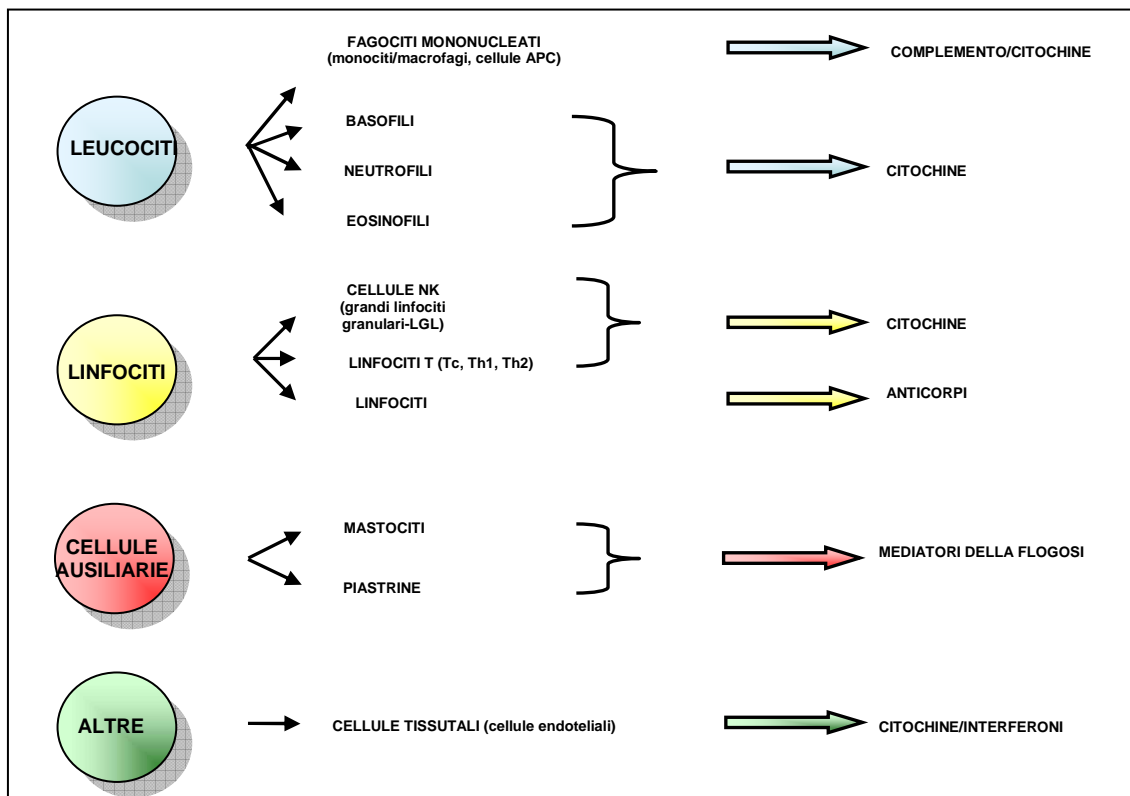 FAGOCITI MONONUCLEATI
(monociti/macrofagi, cellule APC)
COMPLEMENTO/CITOCHINE
LEUCOCITI
BASOFILI
NEUTROFILI
CITOCHINE
EOSINOFILI
CELLULE NK
(grandi linfociti
granulari-LGL)
CITOCHINE
LINFOCITI
LINFOCITI T (Tc, Th1, Th2)
LINFOCITI
ANTICORPI
MASTOCITI
CELLULE
AUSILIARIE
MEDIATORI DELLA FLOGOSI
PIASTRINE
ALTRE
CELLULE TISSUTALI (cellule endoteliali)
CITOCHINE/INTERFERONI